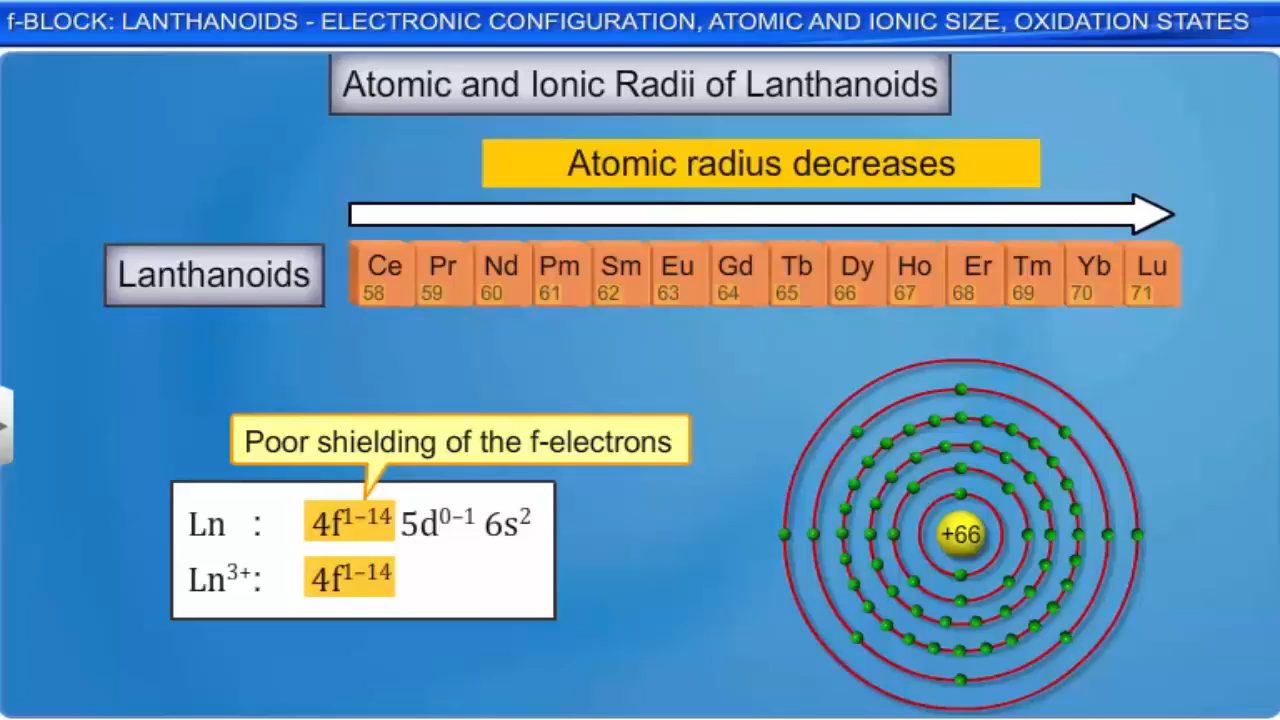 f-BLOCK: LANTHANOIDS - ELECTRONIC CONFIGURATION, ATOMIC AND IONIC SIZE, OXIDATION STATES
Atomic and Ionic Radii of Lanthanoids
Atomic radius decreases
Lanthanoids
Ce Pr Nd Pm Sm Eu Gd Tb Dy Ho Er Tm Yb Lu
58 59 60 61 62 63 64 65 66 67 68 69 70 71
Poor shielding of the f-electrons
Ln : 4f¹⁻¹⁴ 5d⁰⁻¹ 6s²
Ln³⁺: 4f¹⁻¹⁴
+66